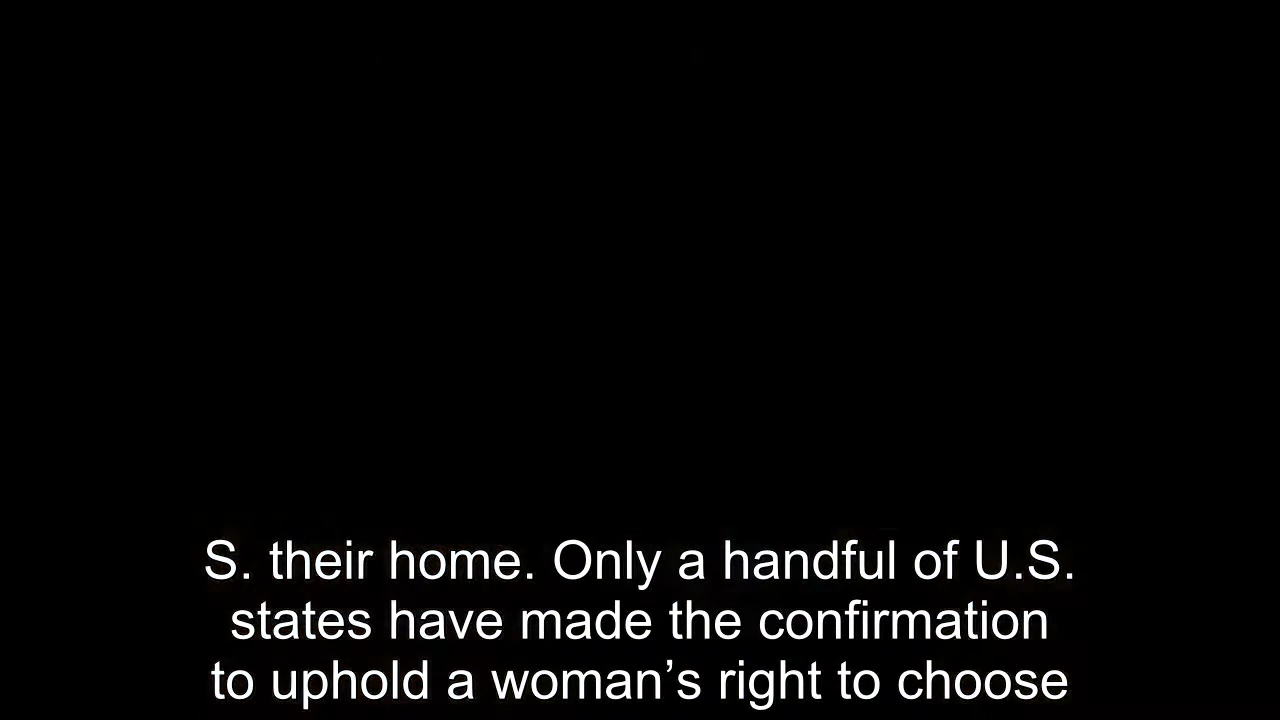 S. their home. Only a handful of U.S.
states have made the confirmation
to uphold a woman’s right to choose